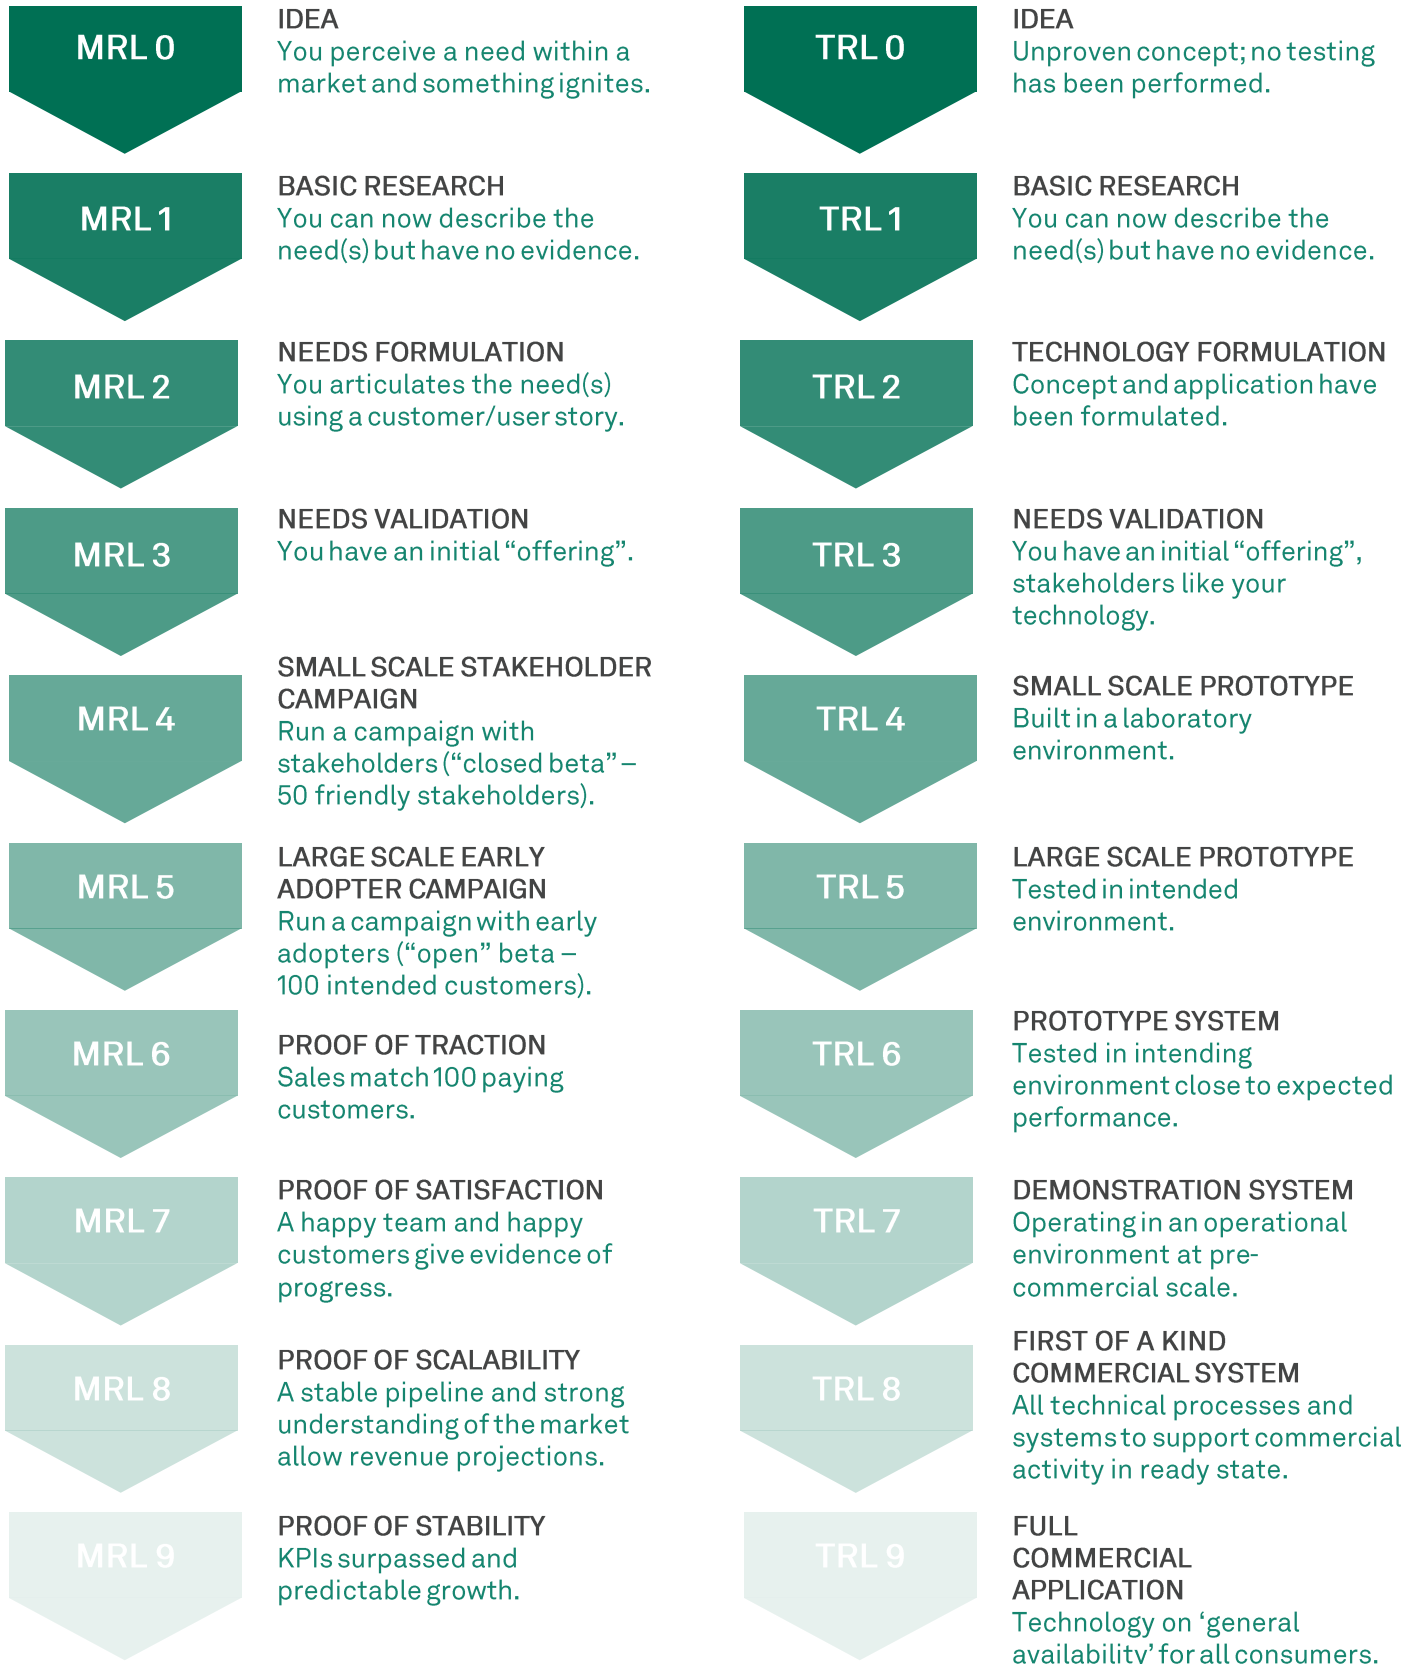 MRL 0
IDEA
You perceive a need within a
market and something ignites.
MRL 1
BASIC RESEARCH
You can now describe the
need(s) but have no evidence.
MRL 2
NEEDS FORMULATION
You articulates the need(s)
using a customer/user story.
MRL 3
NEEDS VALIDATION
You have an initial “offering”.
MRL 4
SMALL SCALE STAKEHOLDER
CAMPAIGN
Run a campaign with
stakeholders (“closed beta” –
50 friendly stakeholders).
MRL 5
LARGE SCALE EARLY
ADOPTER CAMPAIGN
Run a campaign with early
adopters (“open” beta –
100 intended customers).
MRL 6
PROOF OF TRACTION
Sales match 100 paying
customers.
MRL 7
PROOF OF SATISFACTION
A happy team and happy
customers give evidence of
progress.
MRL 8
PROOF OF SCALABILITY
A stable pipeline and strong
understanding of the market
allow revenue projections.
MRL 9
PROOF OF STABILITY
KPIs surpassed and
predictable growth.
TRL 0
IDEA
Unproven concept; no testing
has been performed.
TRL 1
BASIC RESEARCH
You can now describe the
need(s) but have no evidence.
TRL 2
TECHNOLOGY FORMULATION
Concept and application have
been formulated.
TRL 3
NEEDS VALIDATION
You have an initial “offering”,
stakeholders like your
technology.
TRL 4
SMALL SCALE PROTOTYPE
Built in a laboratory
environment.
TRL 5
LARGE SCALE PROTOTYPE
Tested in intended
environment.
TRL 6
PROTOTYPE SYSTEM
Tested in intending
environment close to expected
performance.
TRL 7
DEMONSTRATION SYSTEM
Operating in an operational
environment at pre-
commercial scale.
TRL 8
FIRST OF A KIND
COMMERCIAL SYSTEM
All technical processes and
systems to support commercial
activity in ready state.
TRL 9
FULL
COMMERCIAL
APPLICATION
Technology on ‘general
availability’ for all consumers.